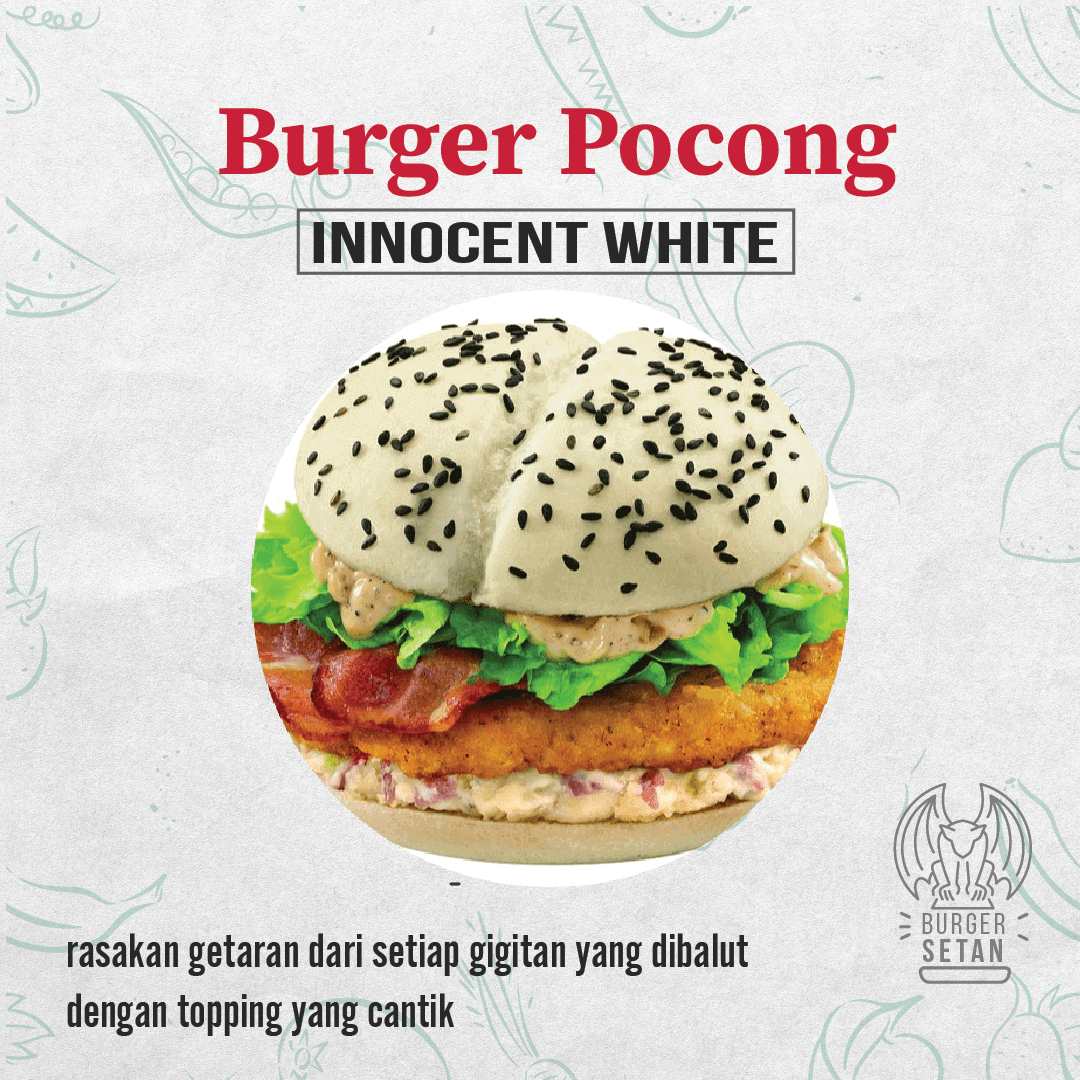 Burger Pocong
INNOCENT WHITE
rasakan getaran dari setiap gigitan yang dibalut
dengan topping yang cantik
BURGER
SETAN